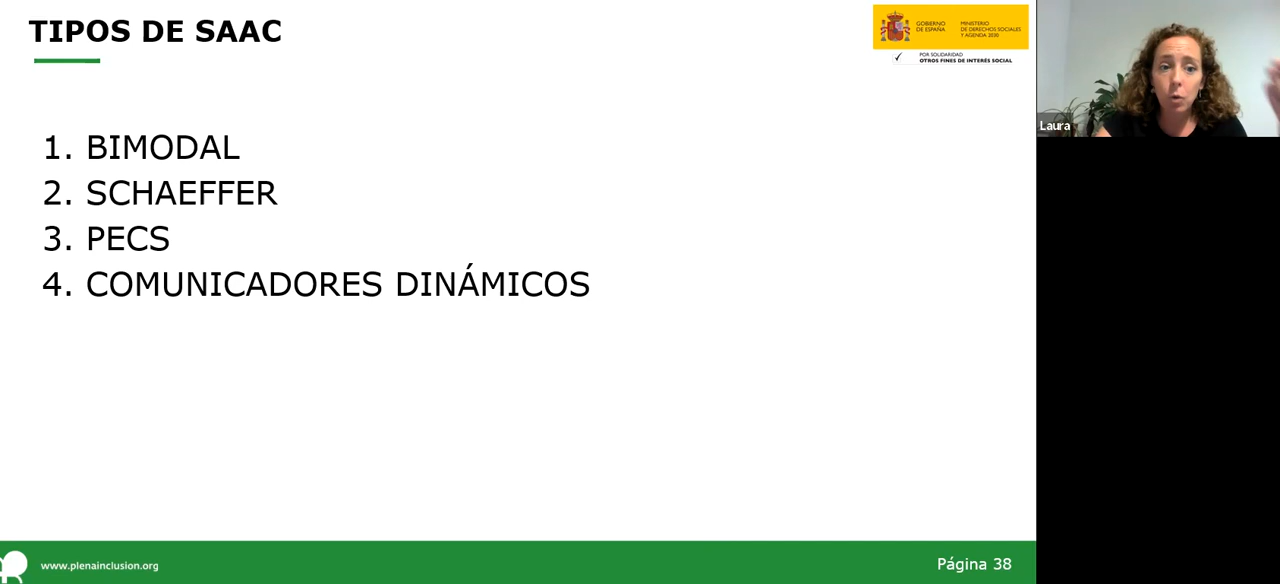 TIPOS DE SAAC
GOBIERNO
DE ESPAÑA
MINISTERIO
DE DERECHOS SOCIALES
Y AGENDA 2030
POR SOLIDARIDAD
OTROS FINES DE INTERÉS SOCIAL
Laura
1. BIMODAL
2. SCHAEFFER
3. PECS
4. COMUNICADORES DINÁMICOS
www.plenainclusion.org
Página 38